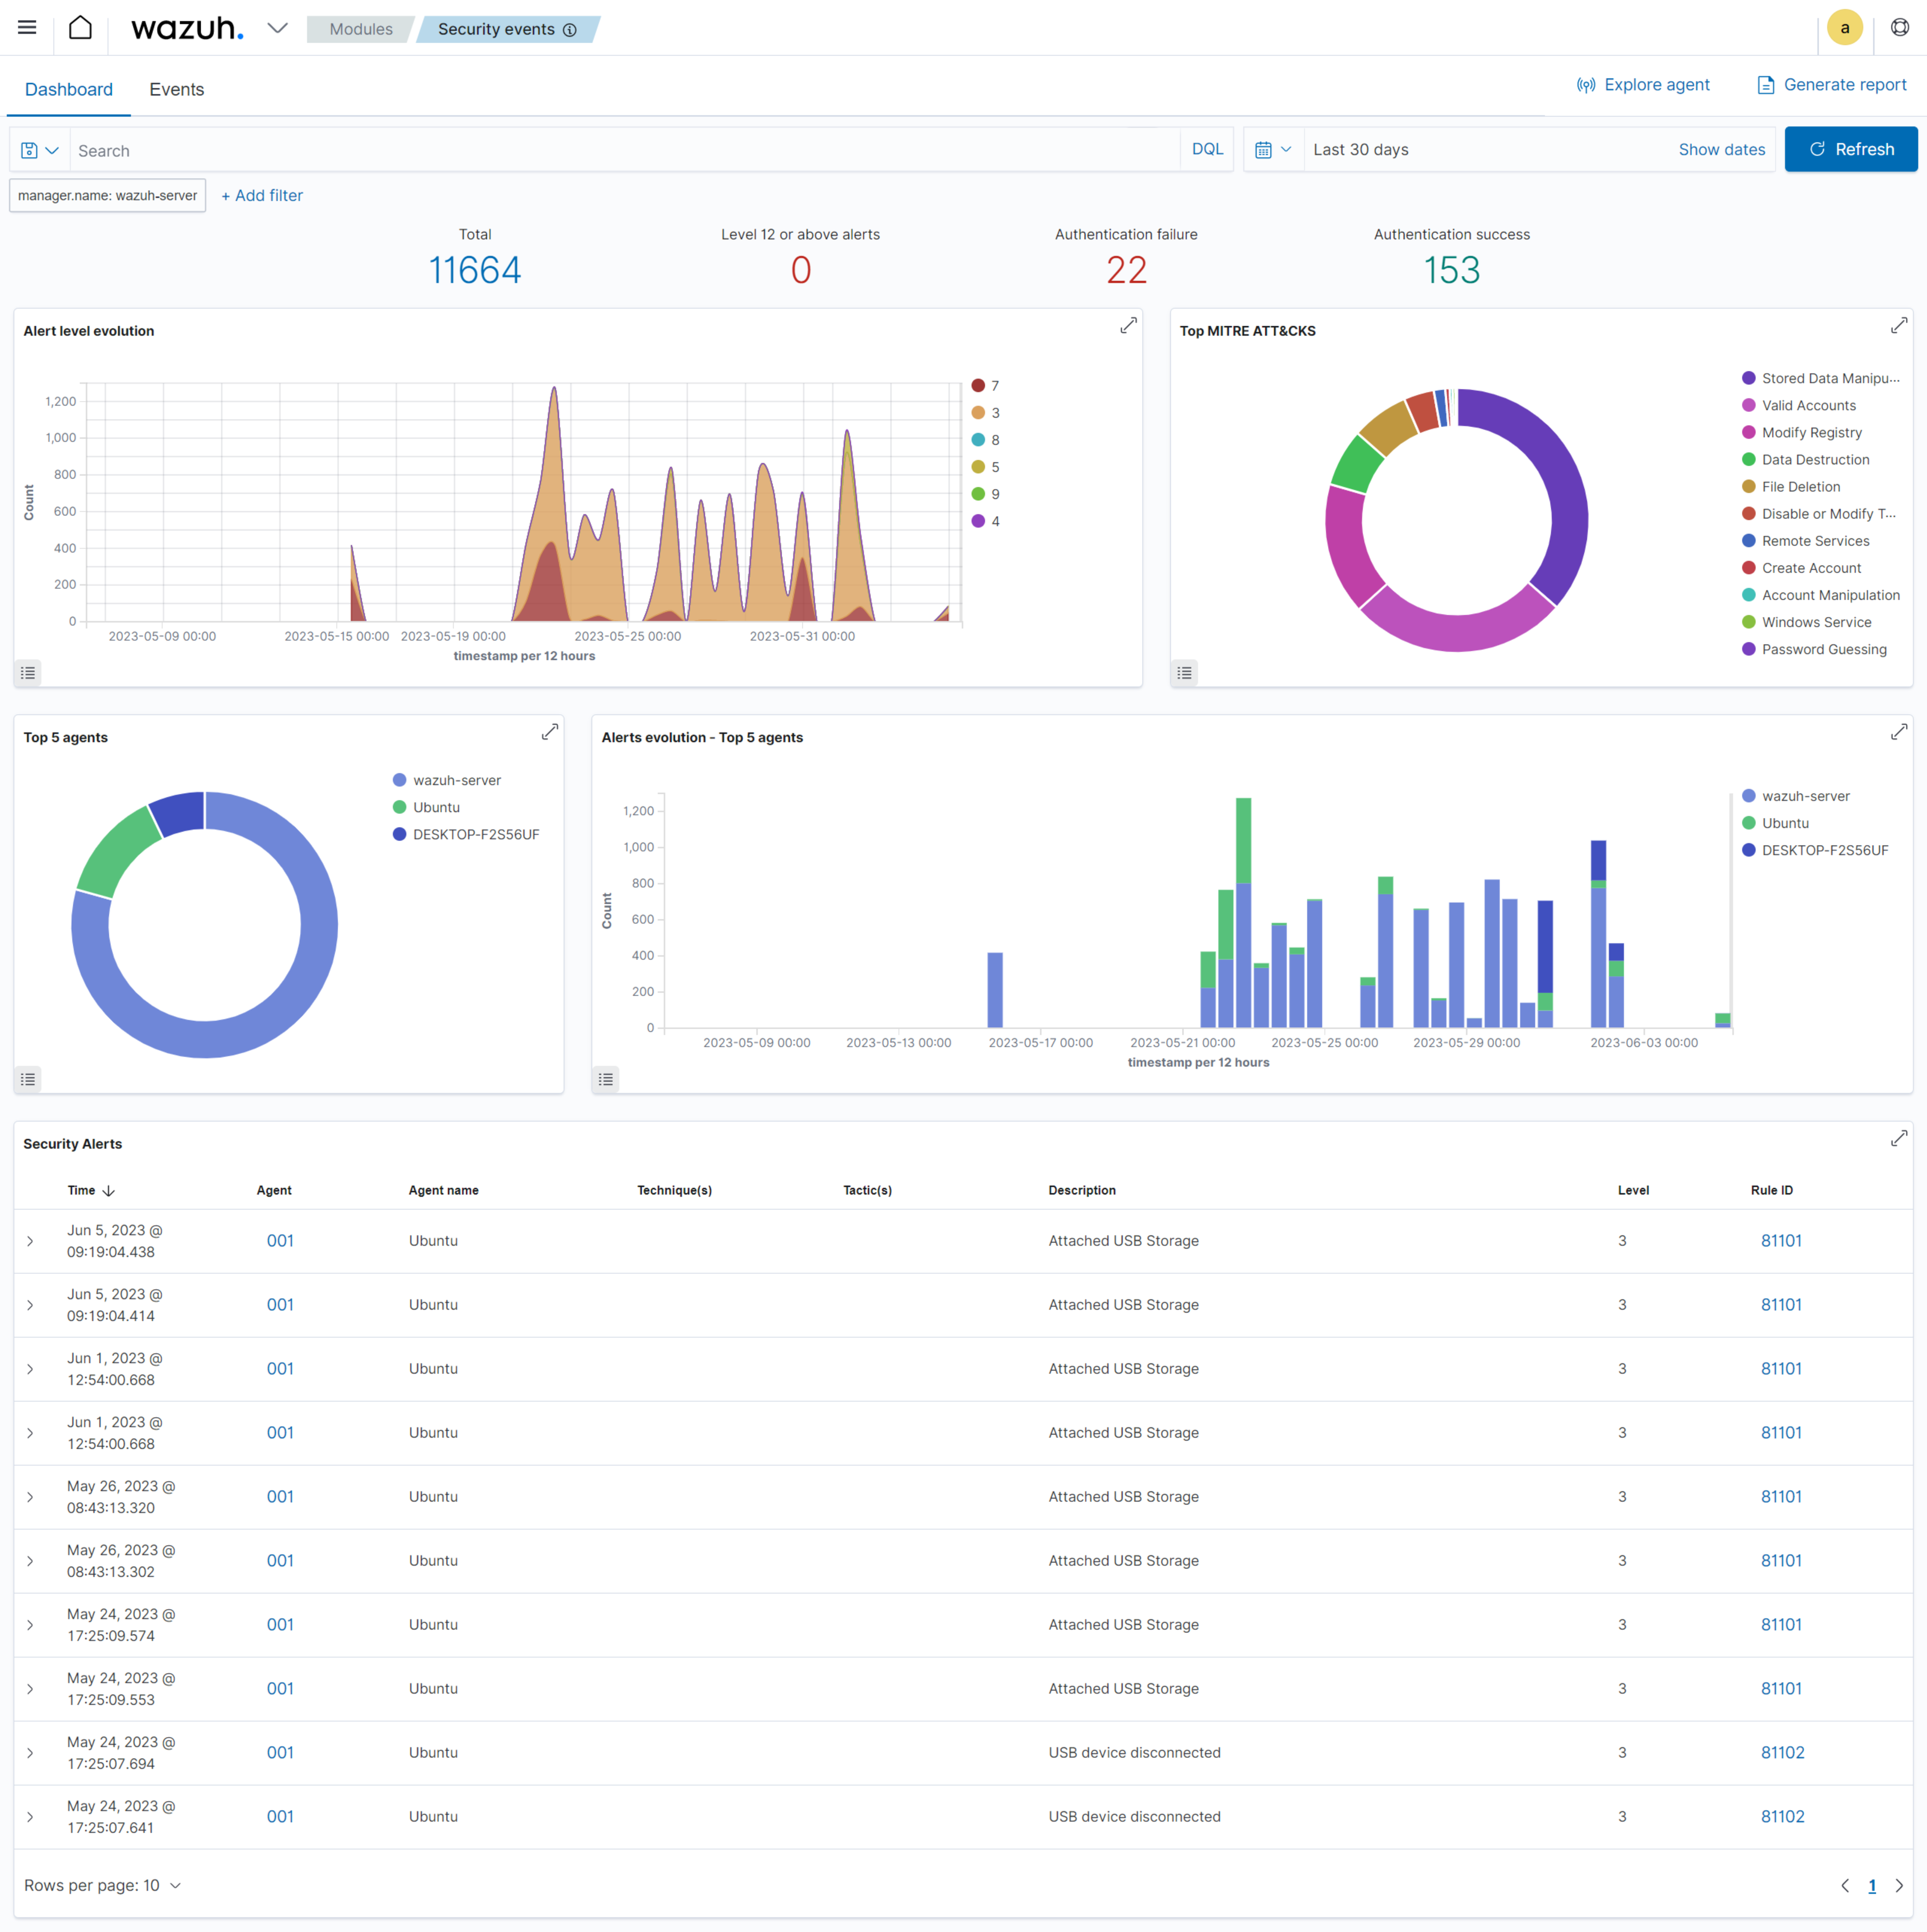 wazuh.
Modules
Security events
a
Dashboard
Events
Explore agent
Generate report
Search
DQL
Last 30 days
Show dates
Refresh
manager.name: wazuh-server
+ Add filter
Total
11664
Level 12 or above alerts
0
Authentication failure
22
Authentication success
153
Alert level evolution
1,200
1,000
800
600
400
200
0
Count
2023-05-09 00:00
2023-05-15 00:00
2023-05-19 00:00
2023-05-25 00:00
2023-05-31 00:00
timestamp per 12 hours
7
3
8
5
9
4
Top MITRE ATT&CKS
Stored Data Manipu...
Valid Accounts
Modify Registry
Data Destruction
File Deletion
Disable or Modify T...
Remote Services
Create Account
Account Manipulation
Windows Service
Password Guessing
Top 5 agents
wazuh-server
Ubuntu
DESKTOP-F2S56UF
Alerts evolution - Top 5 agents
1,200
1,000
800
600
400
200
0
Count
2023-05-09 00:00
2023-05-13 00:00
2023-05-17 00:00
2023-05-21 00:00
2023-05-25 00:00
2023-05-29 00:00
2023-06-03 00:00
timestamp per 12 hours
wazuh-server
Ubuntu
DESKTOP-F2S56UF
Security Alerts
Time Agent Agent name Technique(s) Tactic(s) Description Level Rule ID
Jun 5, 2023 @
09:19:04.438
001 Ubuntu Attached USB Storage 3 81101
Jun 5, 2023 @
09:19:04.414
001 Ubuntu Attached USB Storage 3 81101
Jun 1, 2023 @
12:54:00.668
001 Ubuntu Attached USB Storage 3 81101
Jun 1, 2023 @
12:54:00.668
001 Ubuntu Attached USB Storage 3 81101
May 26, 2023 @
08:43:13.320
001 Ubuntu Attached USB Storage 3 81101
May 26, 2023 @
08:43:13.302
001 Ubuntu Attached USB Storage 3 81101
May 24, 2023 @
17:25:09.574
001 Ubuntu Attached USB Storage 3 81101
May 24, 2023 @
17:25:09.553
001 Ubuntu Attached USB Storage 3 81101
May 24, 2023 @
17:25:07.694
001 Ubuntu USB device disconnected 3 81102
May 24, 2023 @
17:25:07.641
001 Ubuntu USB device disconnected 3 81102
Rows per page: 10
1